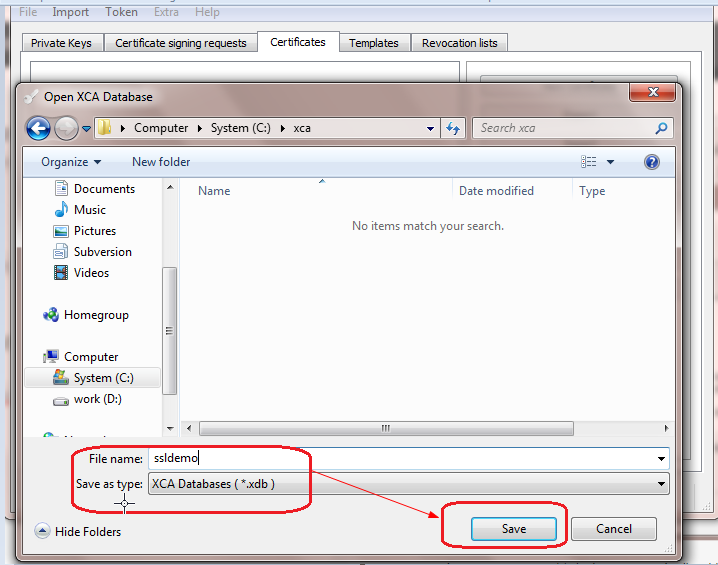 File Import Token Extra Help
Private Keys Certificate signing requests Certificates Templates Revocation lists
Open XCA Database
Computer System (C:) xca Search xca
Organize New folder
Name Date modified Type
No items match your search.
Documents
Music
Pictures
Subversion
Videos
Homegroup
Computer
System (C:)
work (D:)
File name: ssldemo
Save as type: XCA Databases ( *.xdb )
Hide Folders Save Cancel